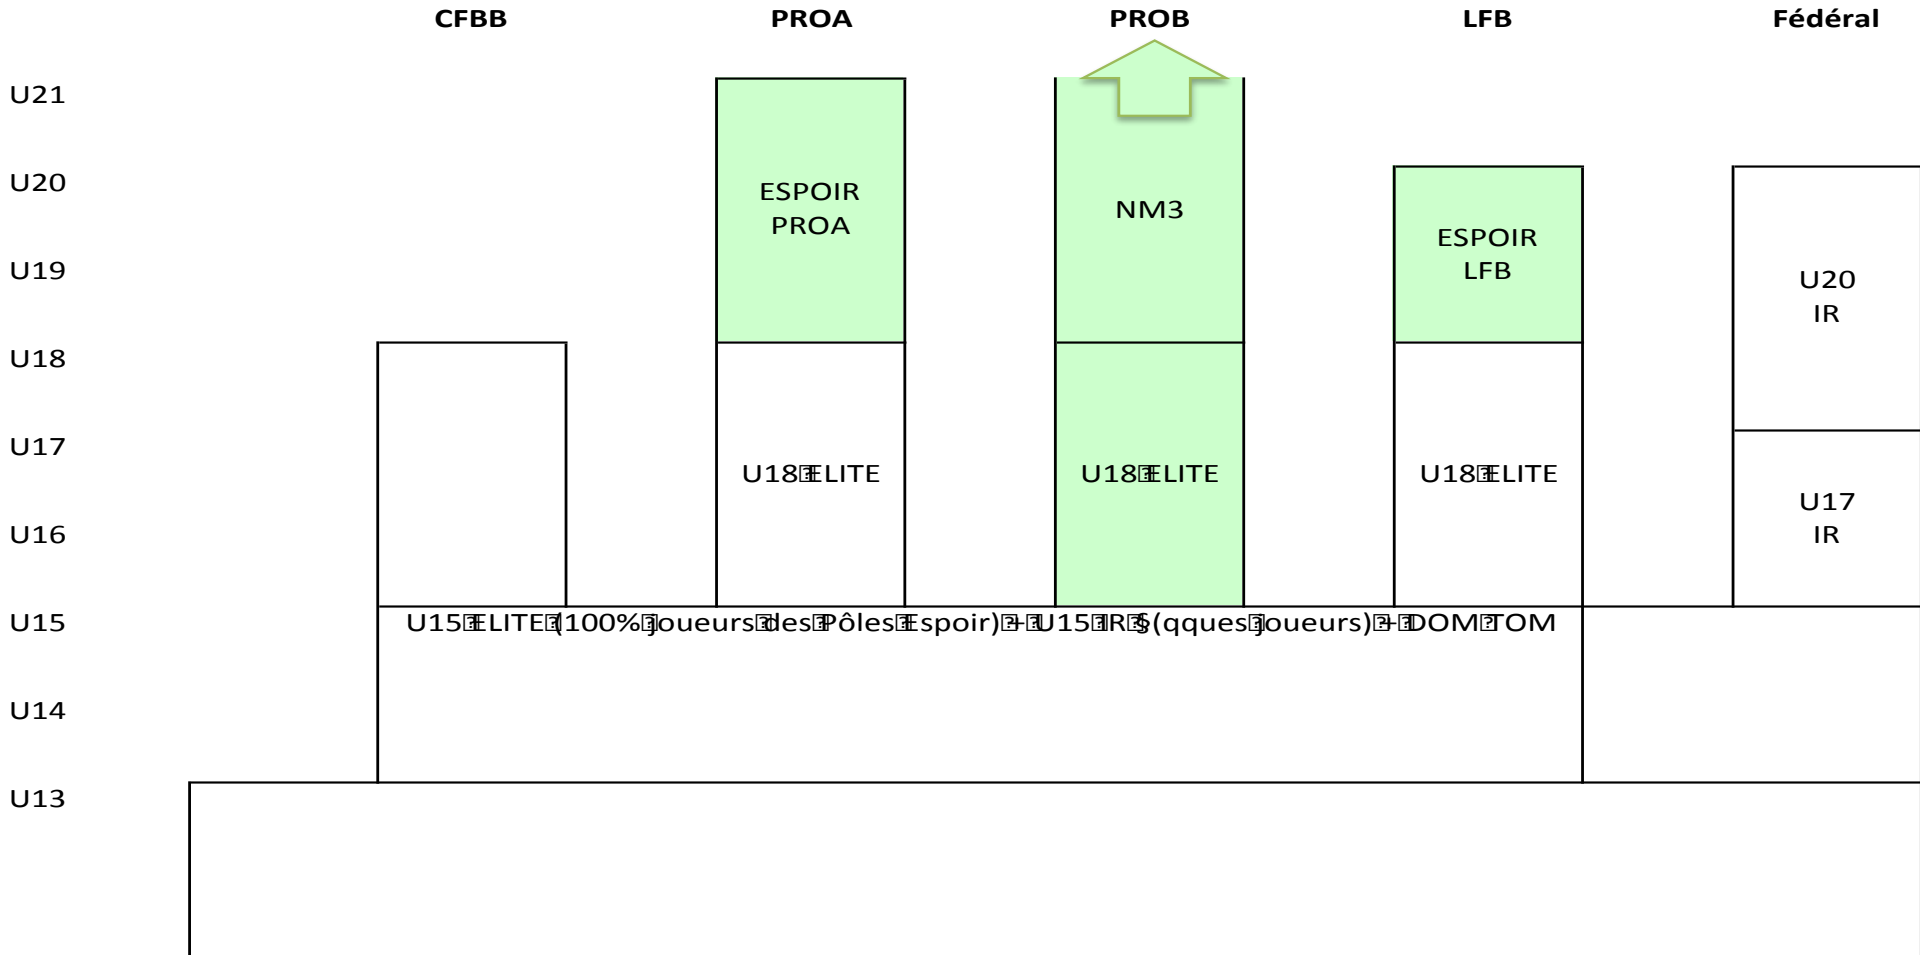 CFBB PROA PROB LFB Fédéral
U21
U20
ESPOIR
PROA
NM3
ESPOIR
LFB
U19
U20
IR
U18
U17
U18 ELITE
U18 ELITE
U18 ELITE
U17
IR
U16
U15
U15 ELITE (100% joueurs des Pôles Espoir) + U15 IR §(qques joueurs) + DOM TOM
U14
U13